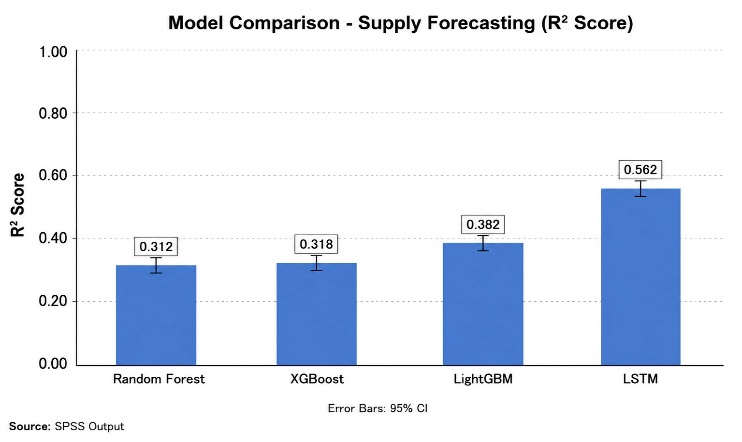 Model Comparison - Supply Forecasting (R² Score)
R² Score
1.00
0.80
0.60
0.40
0.20
0.00
0.312
0.318
0.382
0.562
Random Forest
XGBoost
LightGBM
LSTM
Error Bars: 95% CI
Source: SPSS Output